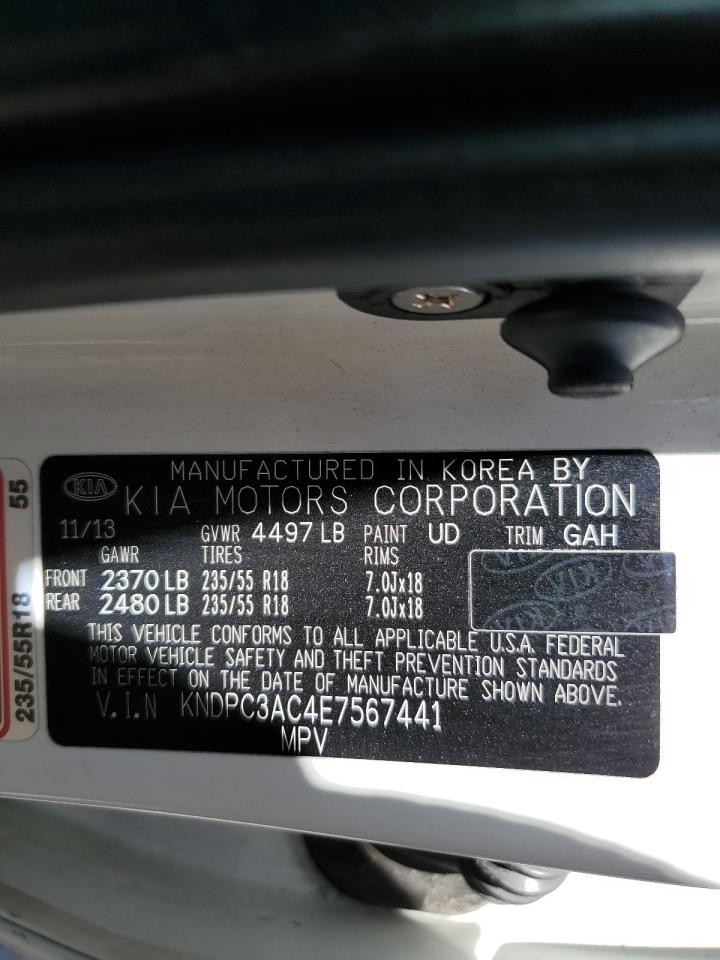 MANUFACTURED IN KOREA BY
KIA KIA MOTORS CORPORATION
11/13 GVWR 4497 LB PAINT UD TRIM GAH
GAWR TIRES RIMS
FRONT 2370 LB 235/55 R18 7.0Jx18
REAR 2480 LB 235/55 R18 7.0Jx18
THIS VEHICLE CONFORMS TO ALL APPLICABLE U.S.A. FEDERAL
MOTOR VEHICLE SAFETY AND THEFT PREVENTION STANDARDS
IN EFFECT ON THE DATE OF MANUFACTURE SHOWN ABOVE.
V.I.N KNDPC3AC4E7567441
MPV
235/55R18 55